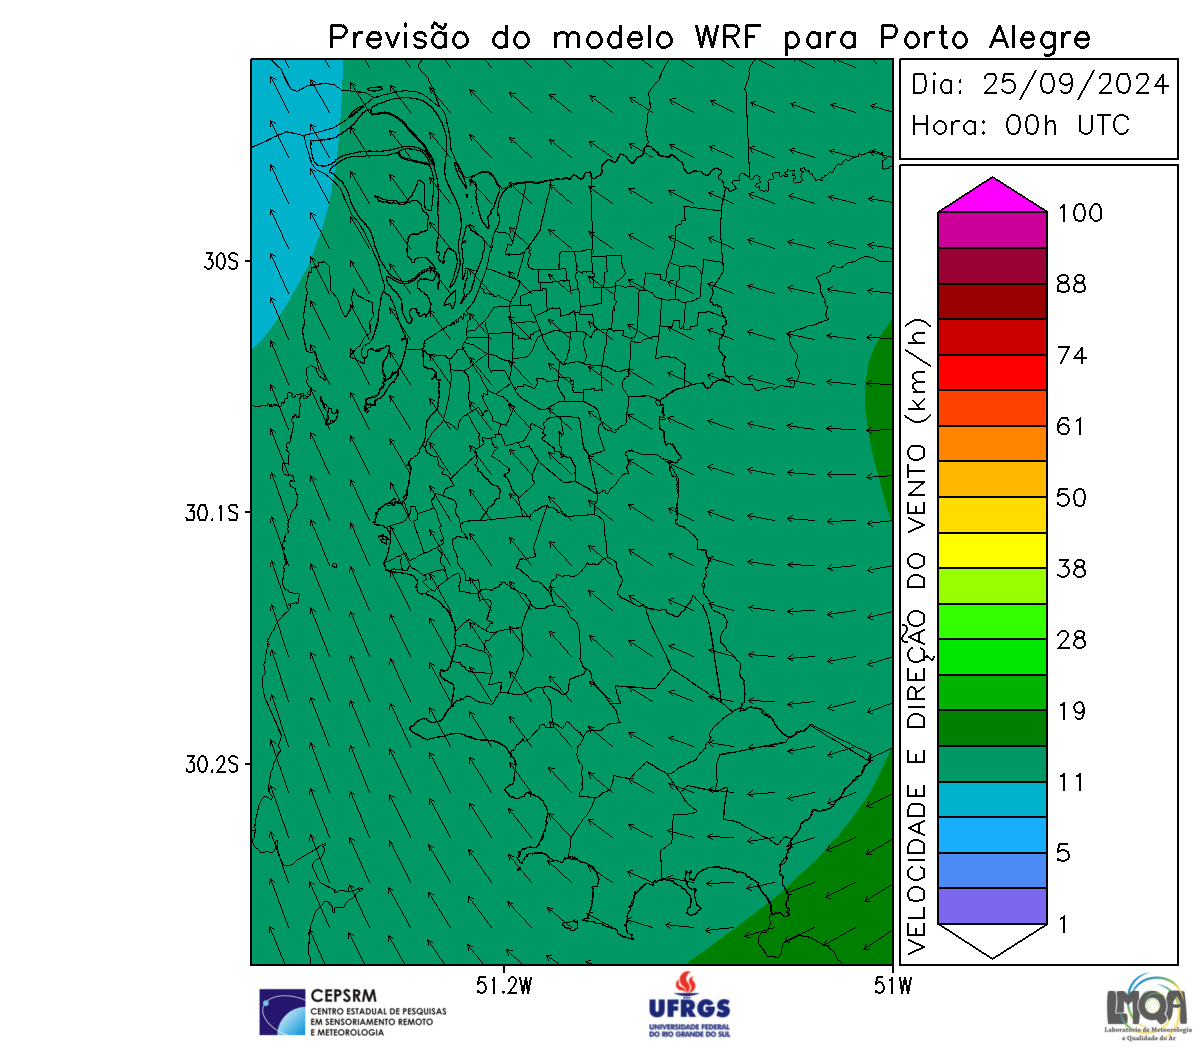 Previsão do modelo WRF para Porto Alegre
Dia: 25/09/2024
Hora: 00h UTC
VELOCIDADE E DIREÇÃO DO VENTO (km/h)
100
88
74
61
50
38
28
19
11
5
1
30S
30.1S
30.2S
51.2W
51W
CEPSRM
CENTRO ESTADUAL DE PESQUISAS
EM SENSORIAMENTO REMOTO
E METEOROLOGIA
UFRGS
UNIVERSIDADE FEDERAL
DO RIO GRANDE DO SUL
LMQA
Laboratório de Meteorologia
e Qualidade do Ar